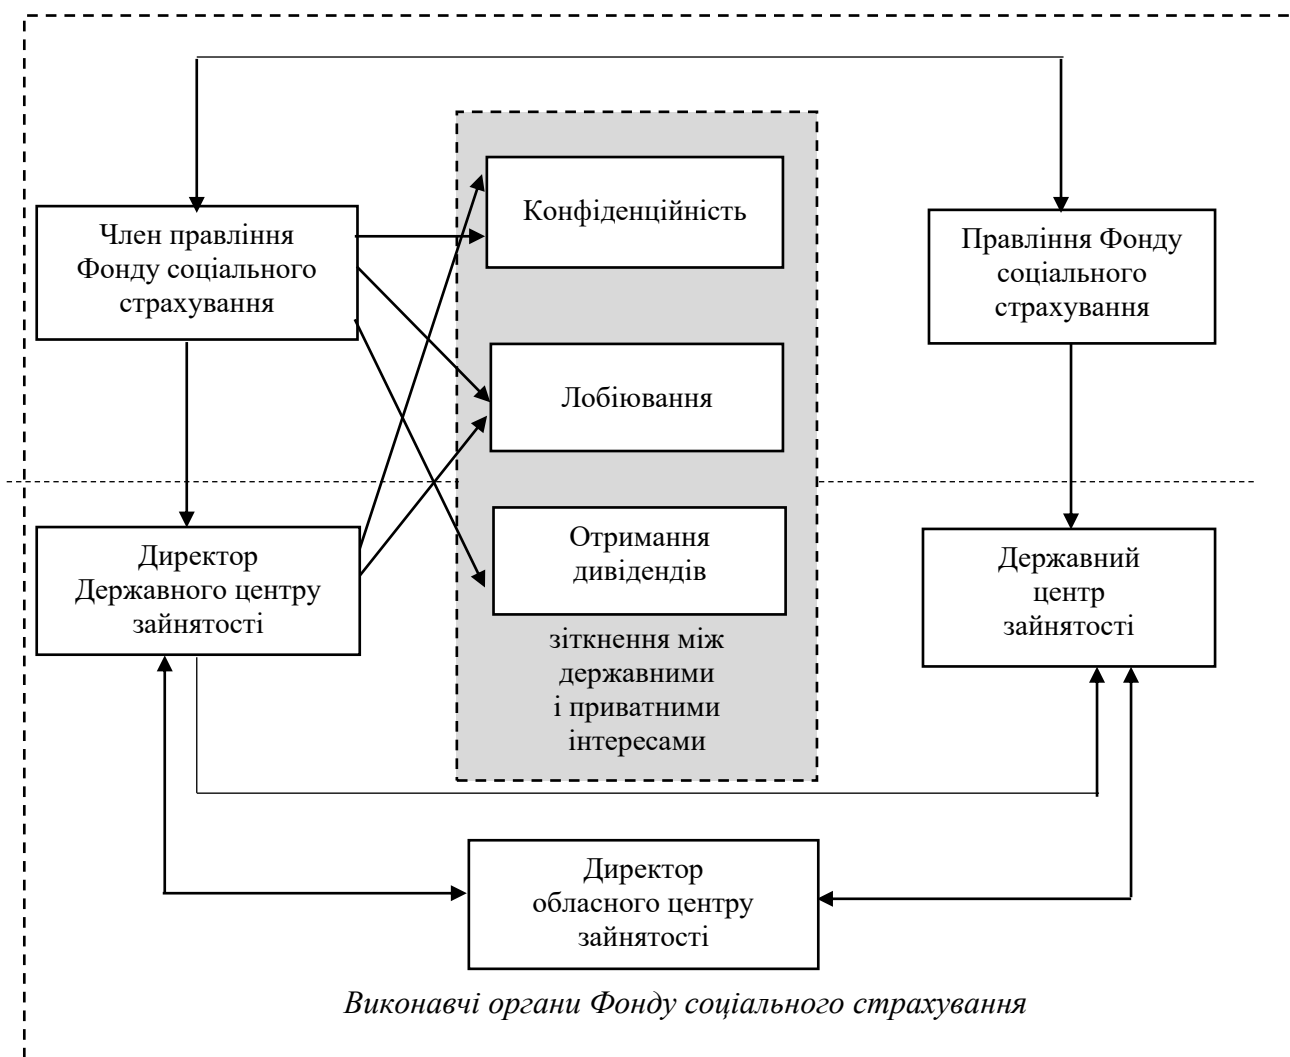 Конфіденційність
Член правління
Фонду соціального
страхування
Правління Фонду
соціального
страхування
Лобіювання
Директор
Державного центру
зайнятості
Отримання
дивідендів
Державний
центр
зайнятості
зіткнення між
державними
і приватними
інтересами
Директор
обласного центру
зайнятості
Виконавчі органи Фонду соціального страхування